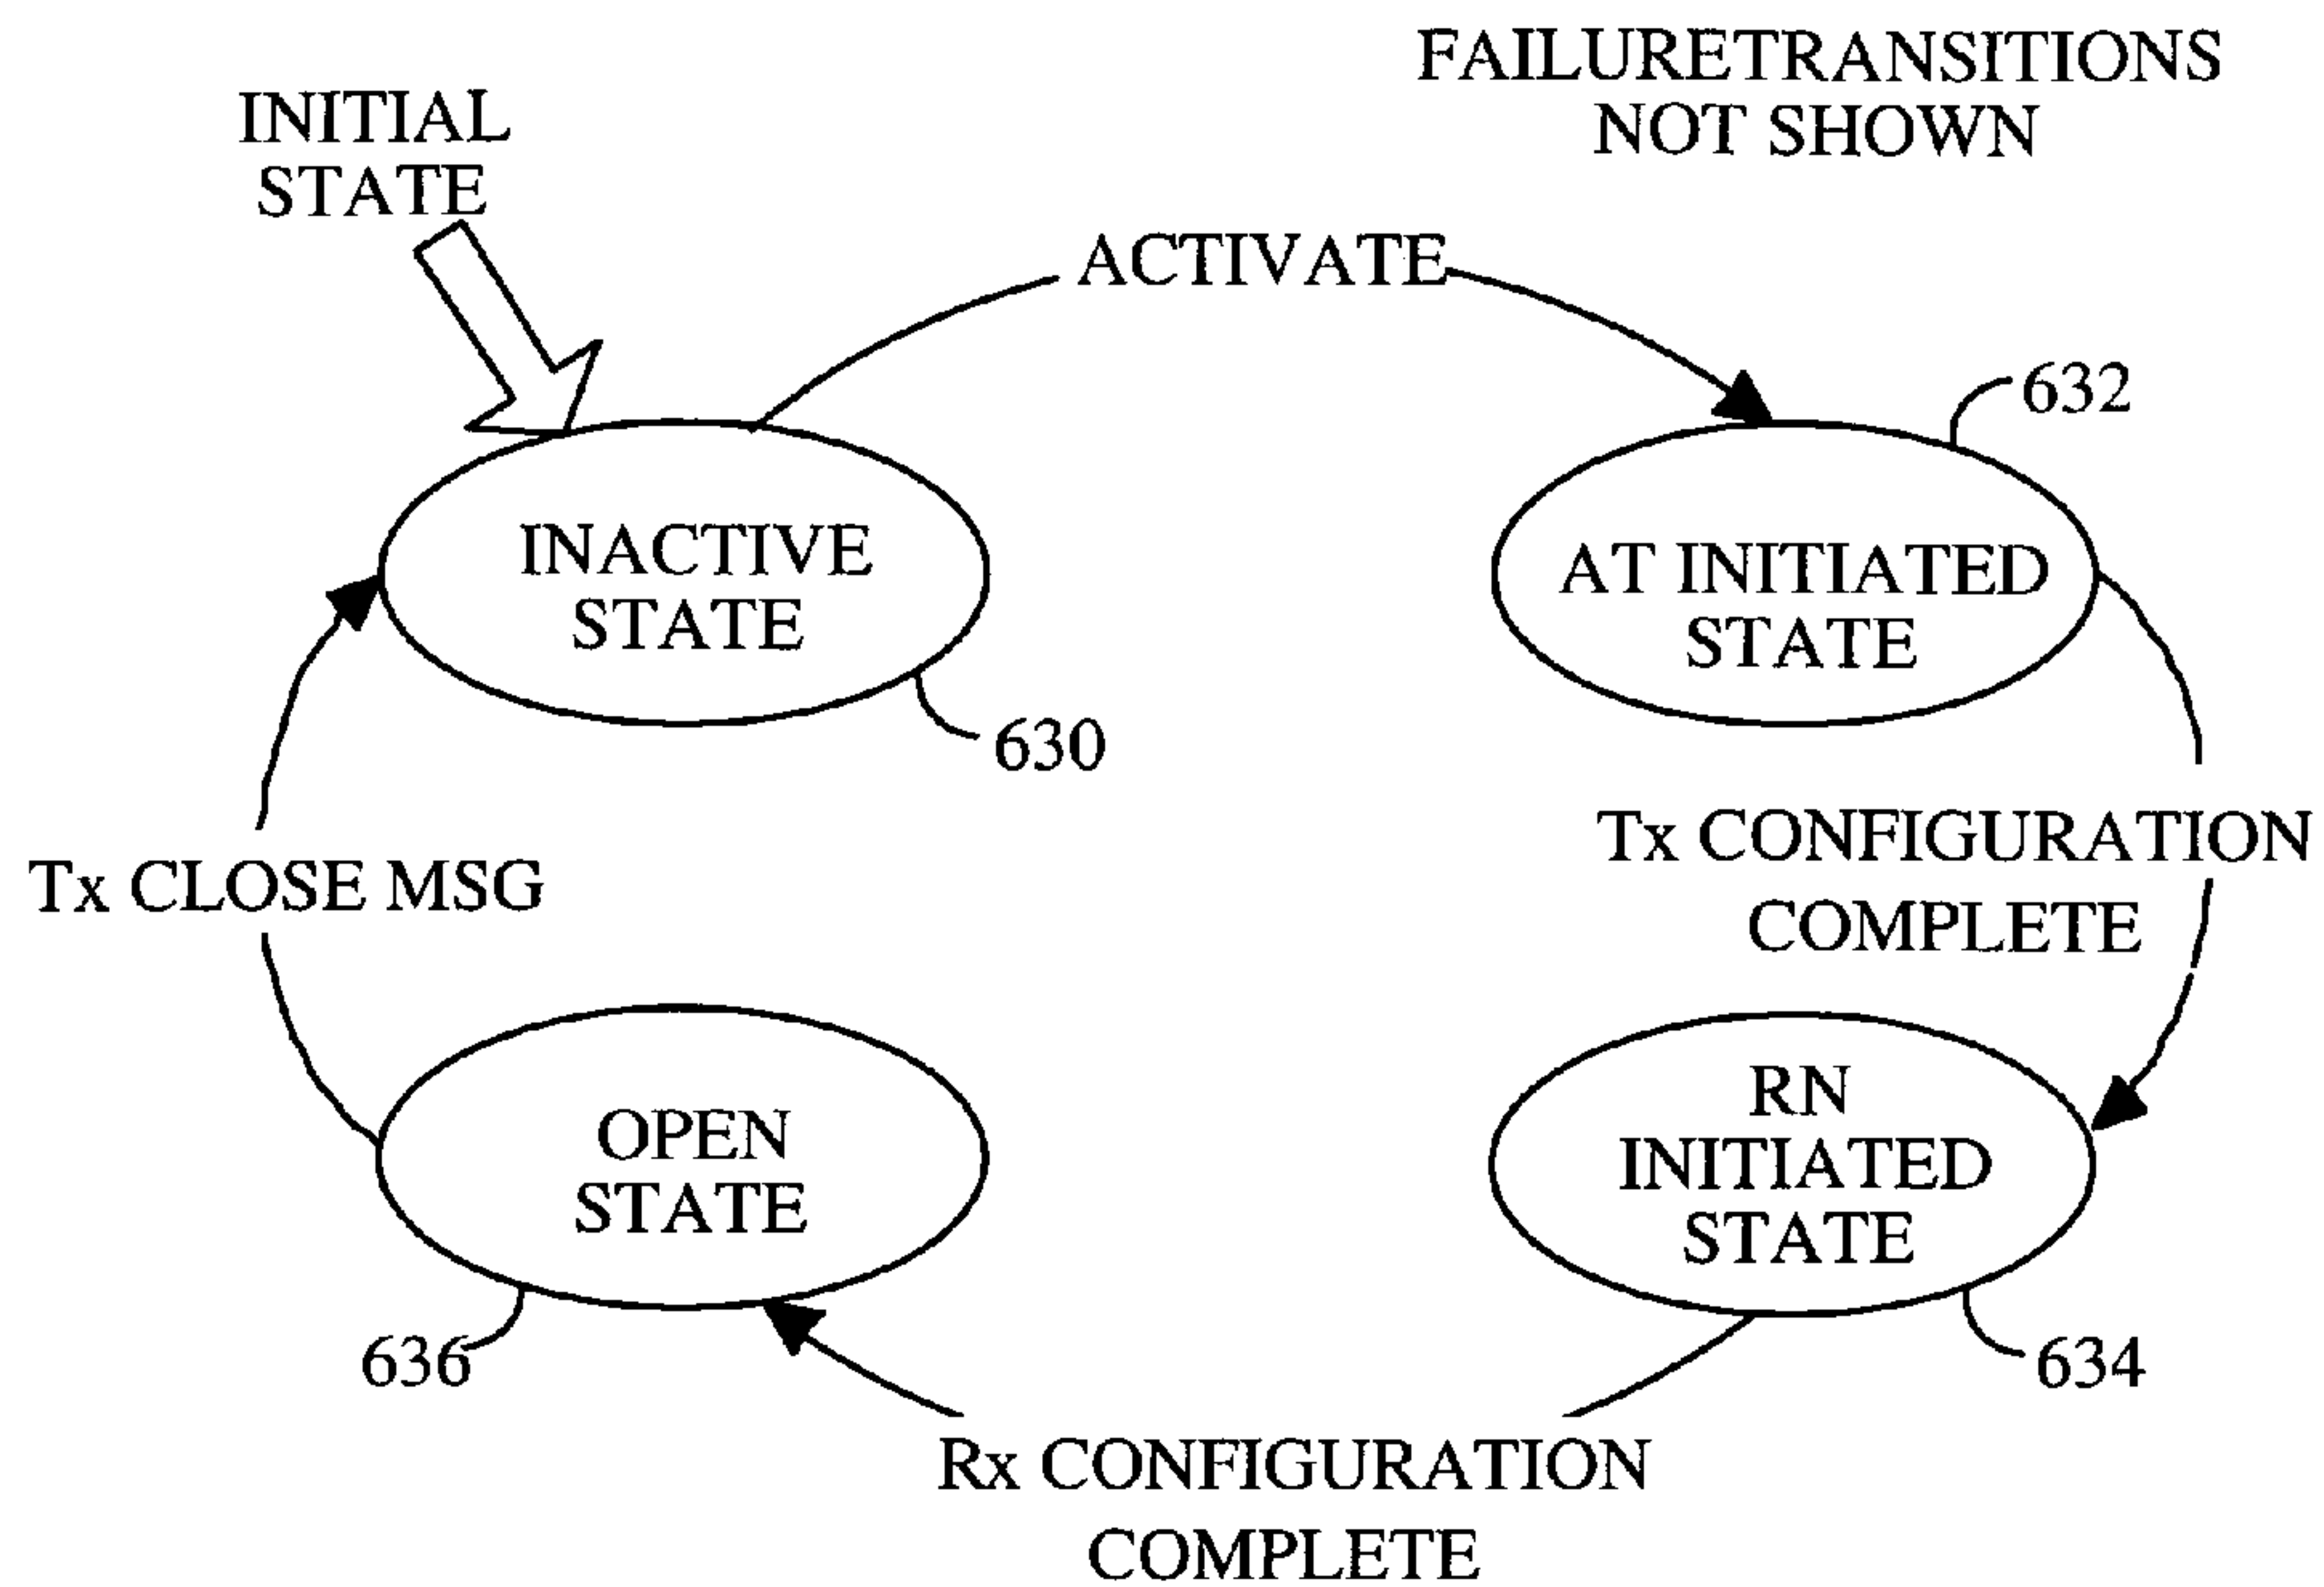 FAILURETRANSITIONS
NOT SHOWN
INITIAL
STATE
ACTIVATE
632
INACTIVE
STATE
AT INITIATED
STATE
630
Tx CLOSE MSG
Tx CONFIGURATION
COMPLETE
OPEN
STATE
RN
INITIATED
STATE
636
634
Rx CONFIGURATION
COMPLETE